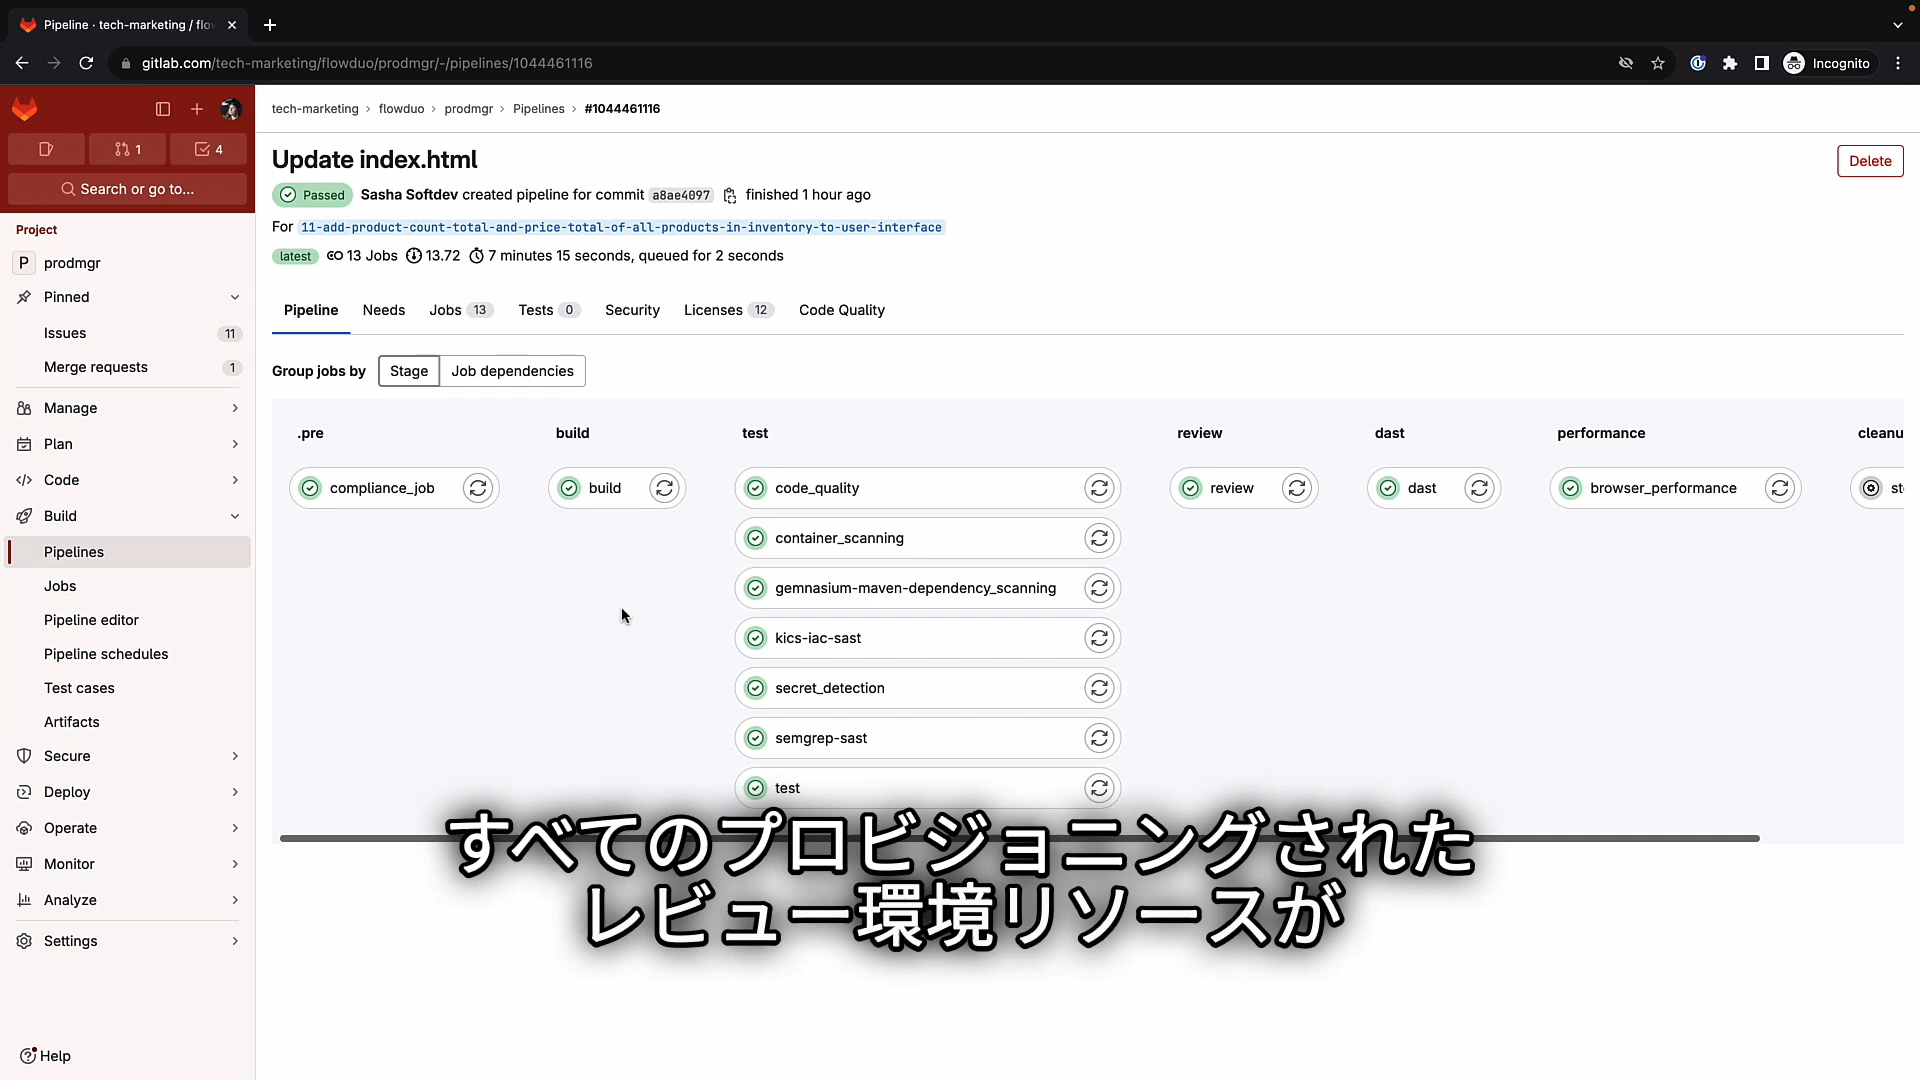 Pipeline · tech-marketing / flo
gitlab.com/tech-marketing/flowduo/prodmgr/-/pipelines/1044461116
Incognito
1
4
Search or go to...
Project
P prodmgr
Pinned
Issues 11
Merge requests 1
Manage
Plan
Code
Build
Pipelines
Jobs
Pipeline editor
Pipeline schedules
Test cases
Artifacts
Secure
Deploy
Operate
Monitor
Analyze
Settings
Help
tech-marketing › flowduo › prodmgr › Pipelines › #1044461116
Update index.html
Delete
Passed Sasha Softdev created pipeline for commit a8ae4097 finished 1 hour ago
For 11-add-product-count-total-and-price-total-of-all-products-in-inventory-to-user-interface
latest 13 Jobs 13.72 7 minutes 15 seconds, queued for 2 seconds
Pipeline Needs Jobs 13 Tests 0 Security Licenses 12 Code Quality
Group jobs by Stage Job dependencies
.pre build test review dast performance cleanu
compliance_job build code_quality review dast browser_performance st
container_scanning
gemnasium-maven-dependency_scanning
kics-iac-sast
secret_detection
semgrep-sast
test
すべてのプロビジョニングされた
レビュー環境リソースが